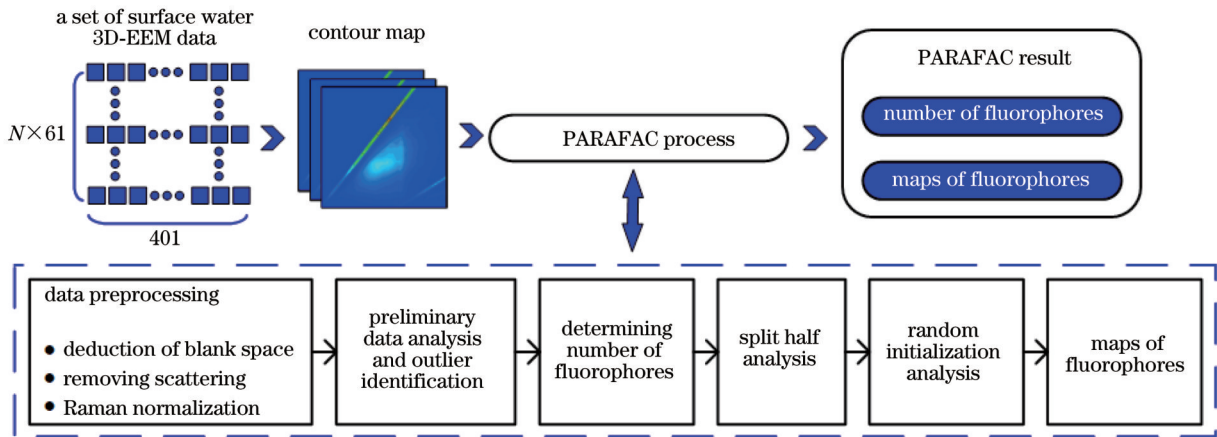 a set of surface water
3D-EEM data
N×61
401
contour map
PARAFAC process
PARAFAC result
number of fluorophores
maps of fluorophores
data preprocessing
● deduction of blank space
● removing scattering
● Raman normalization
preliminary
data analysis
and outlier
identification
determining
number of
fluorophores
split half
analysis
random
initialization
analysis
maps of
fluorophores